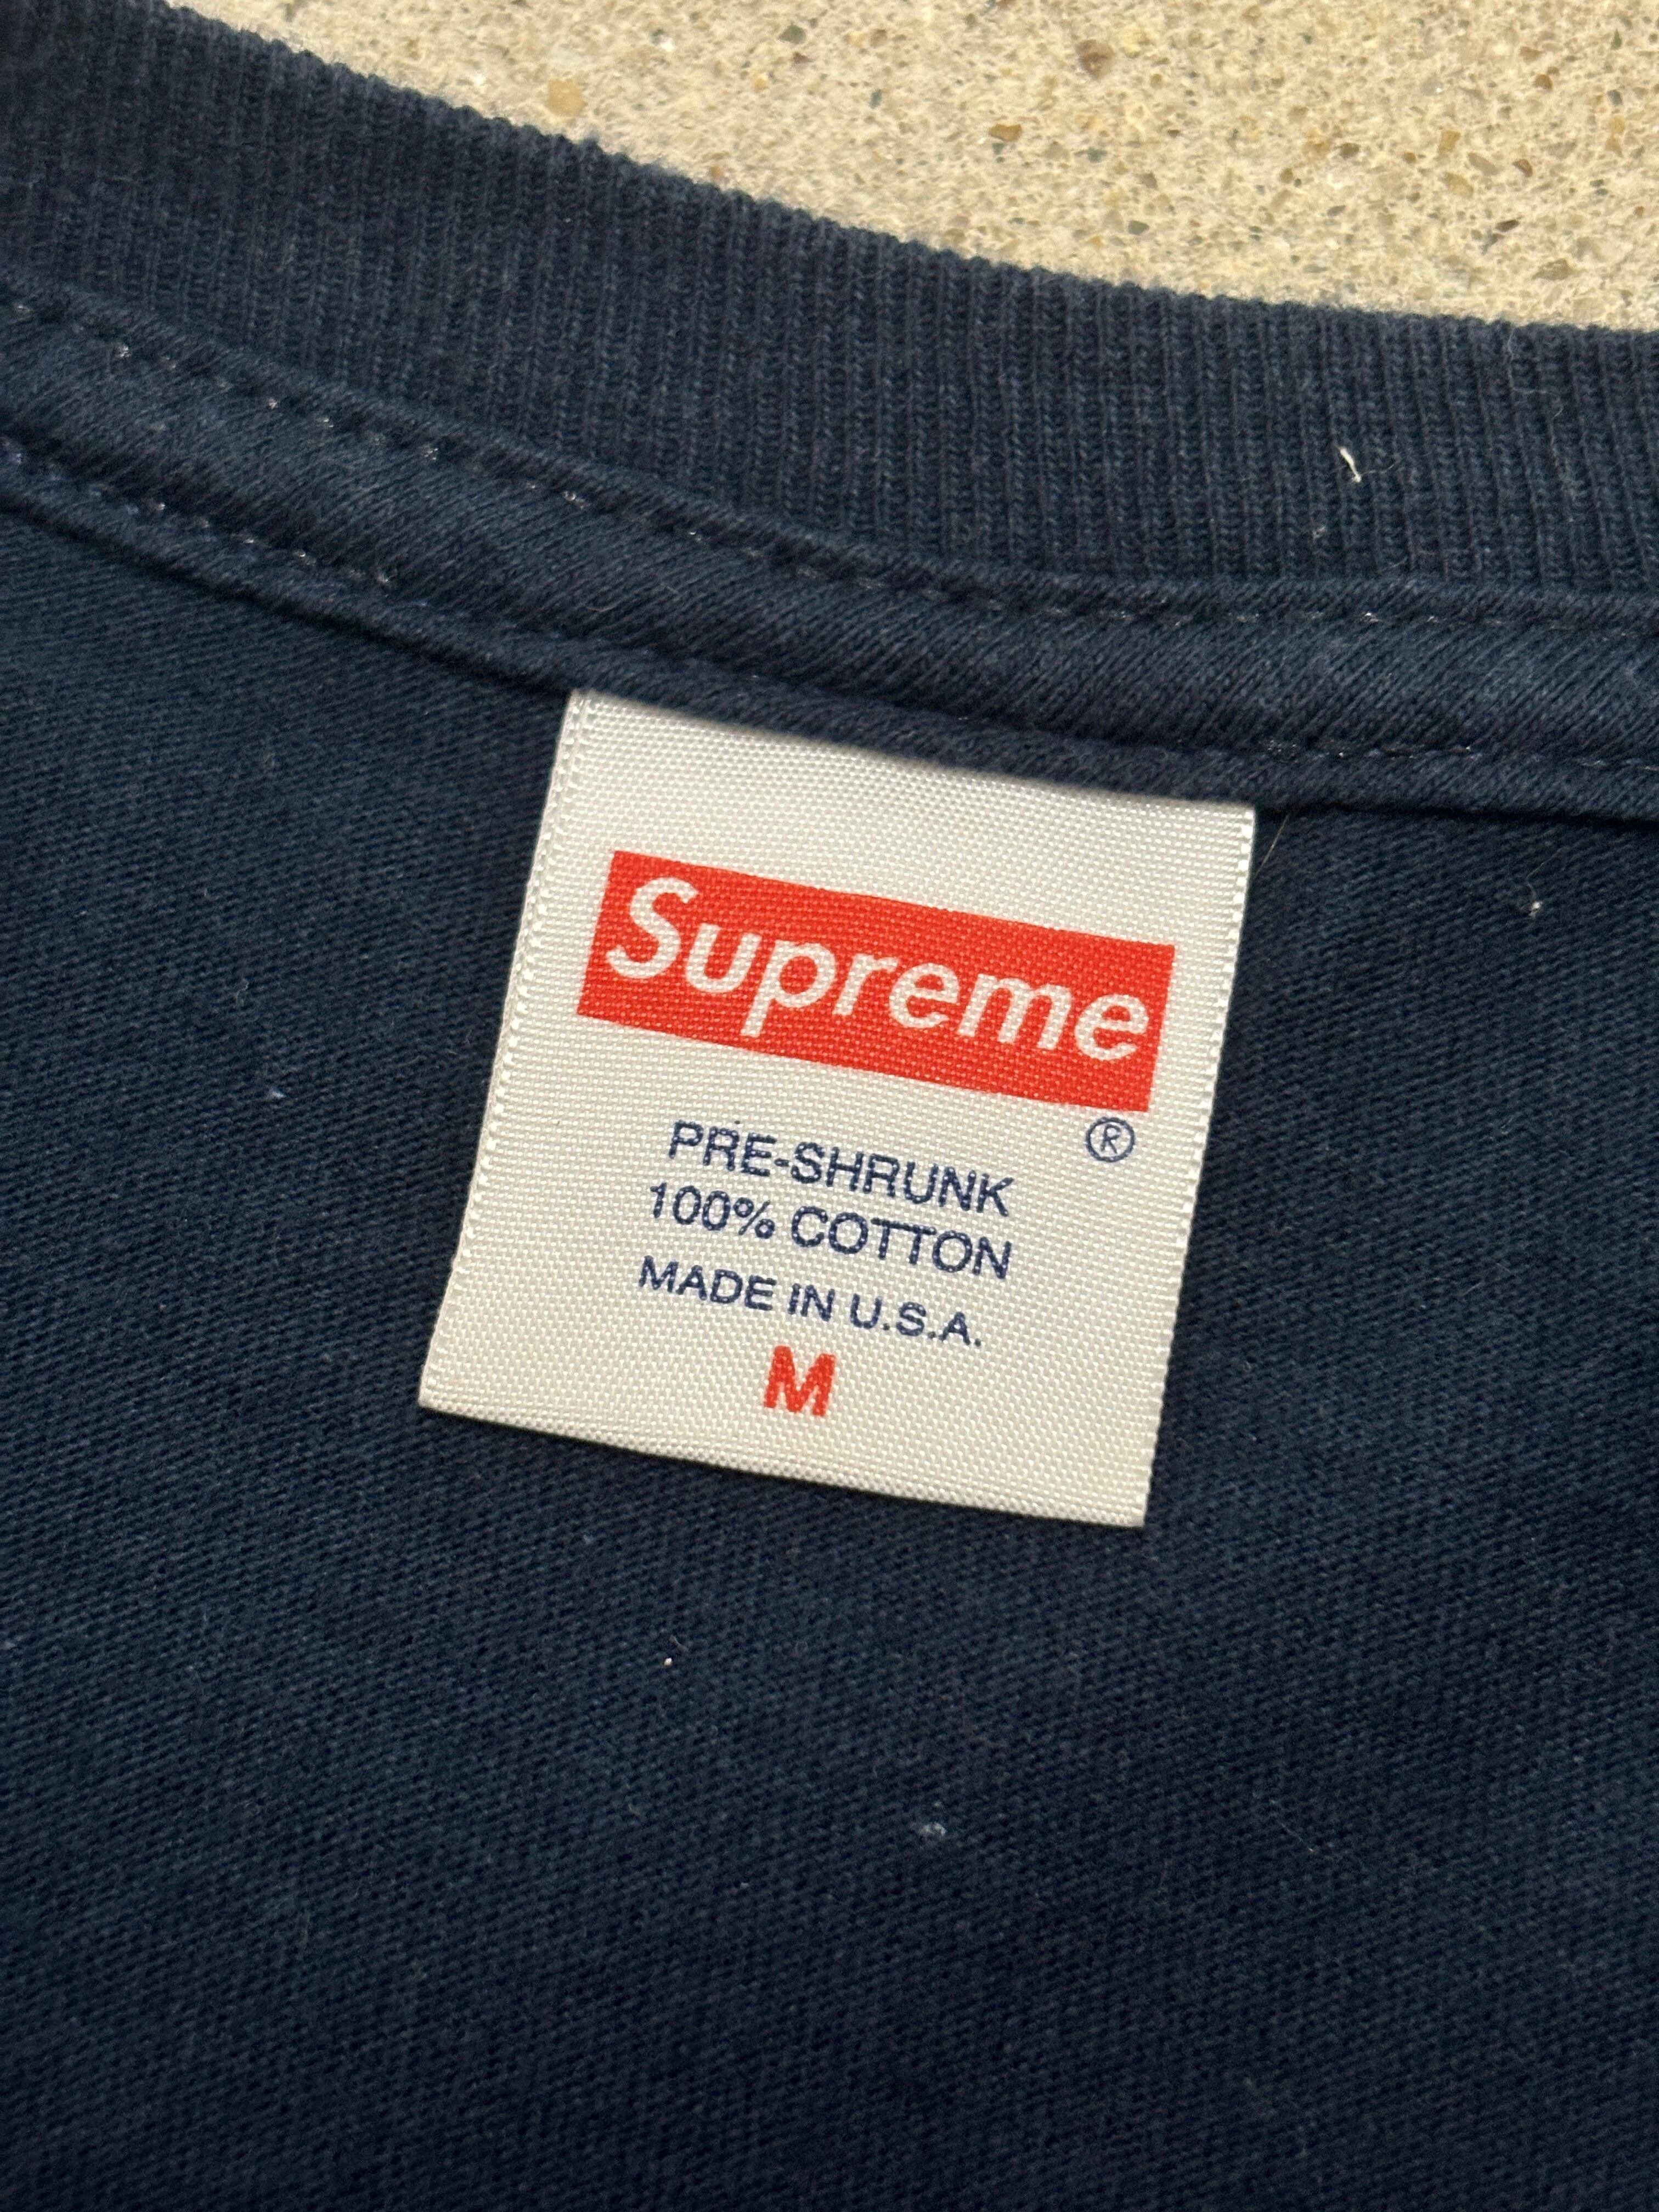 Supreme
®
PRE-SHRUNK
100% COTTON
MADE IN U.S.A.
M